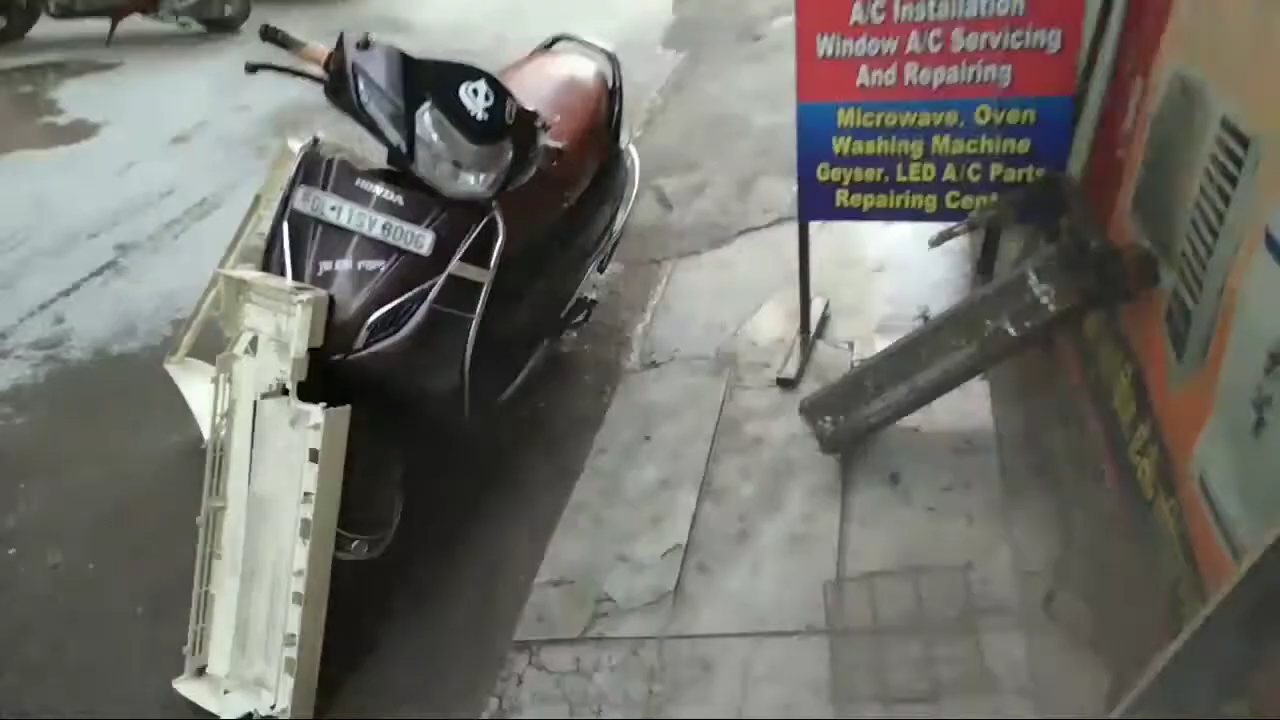 A/C Installation
Window A/C Servicing
And Repairing
Microwave, Oven
Washing Machine
Geyser, LED A/C Parts
Repairing Cent
HONDA